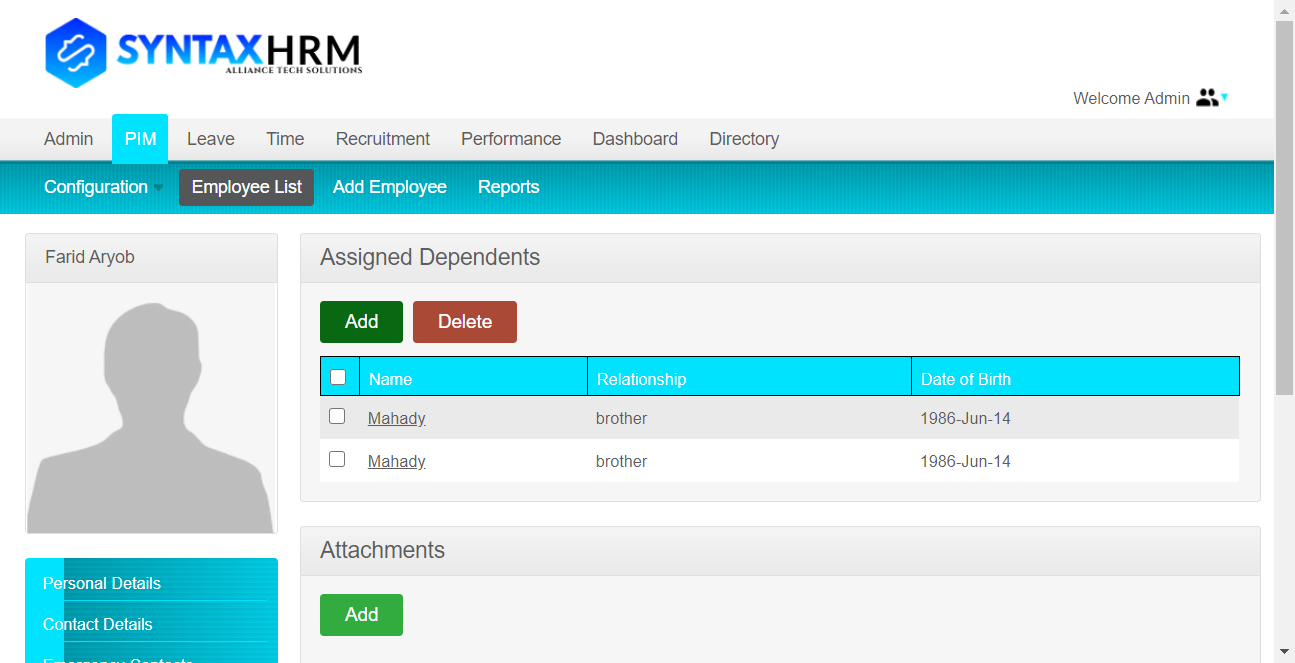 SYNTAXHRM
ALLIANCE TECH SOLUTIONS
Welcome Admin
Admin PIM Leave Time Recruitment Performance Dashboard Directory
Configuration Employee List Add Employee Reports
Farid Aryob
Assigned Dependents
Add Delete
Name Relationship Date of Birth
Mahady brother 1986-Jun-14
Mahady brother 1986-Jun-14
Attachments
Add
Personal Details
Contact Details
Emergency Contacts